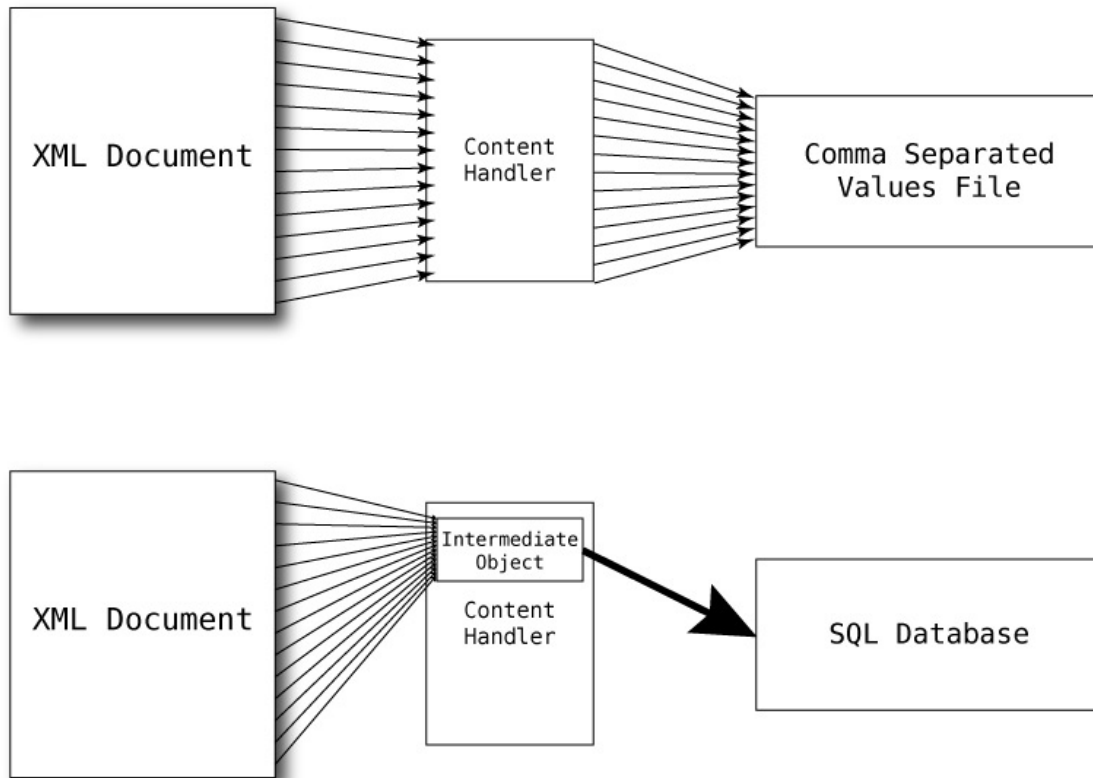 XML Document
Content
Handler
Comma Separated
Values File
XML Document
Intermediate
Object
Content
Handler
SQL Database